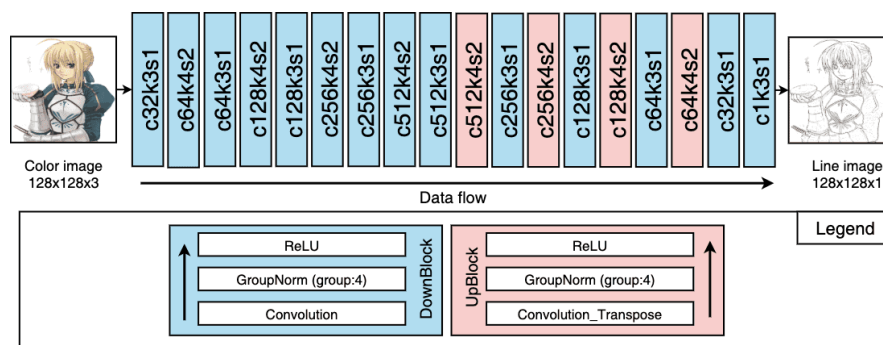 c32k3s1
c64k4s2
c64k3s1
c128k4s2
c128k3s1
c256k4s2
c256k3s1
c512k4s2
c512k3s1
c512k4s2
c256k3s1
c256k4s2
c128k3s1
c128k4s2
c64k3s1
c64k4s2
c32k3s1
c1k3s1
Color image
128x128x3
Line image
128x128x1
Data flow
Legend
ReLU
GroupNorm (group:4)
Convolution
DownBlock
UpBlock
ReLU
GroupNorm (group:4)
Convolution_Transpose